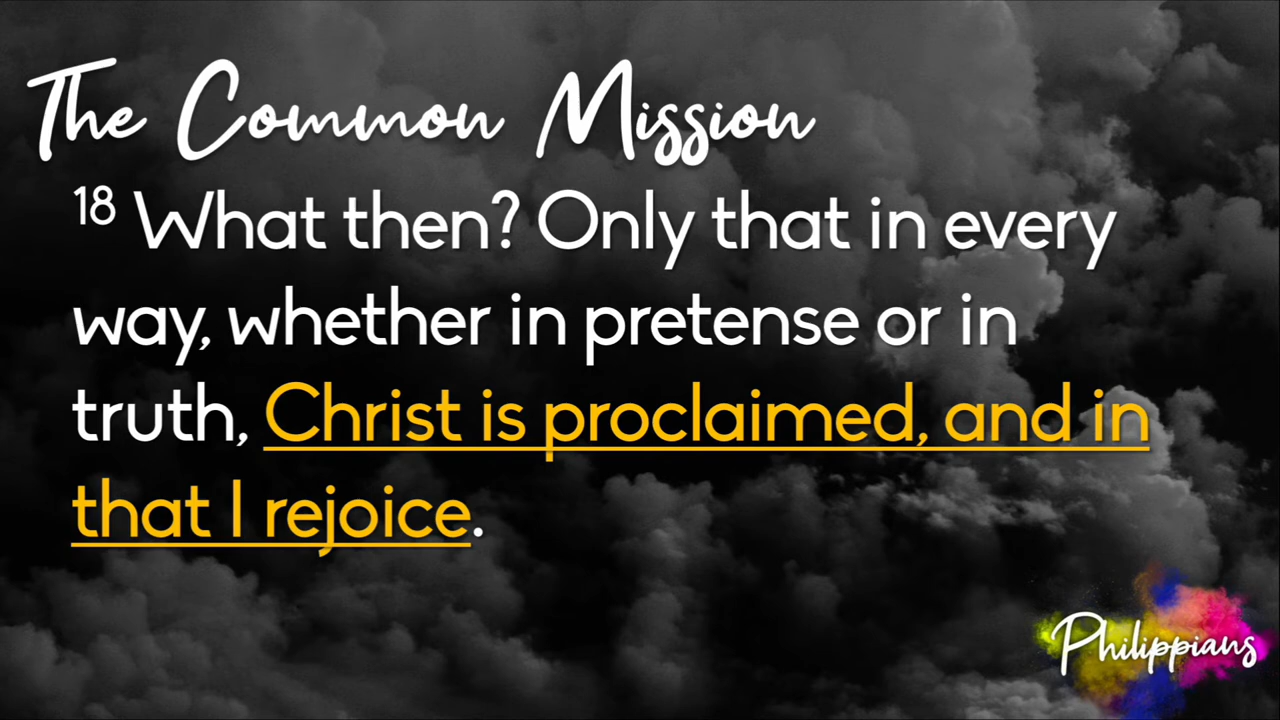 The Common Mission
18 What then? Only that in every
way, whether in pretense or in
truth, Christ is proclaimed, and in
that I rejoice.
Philippians